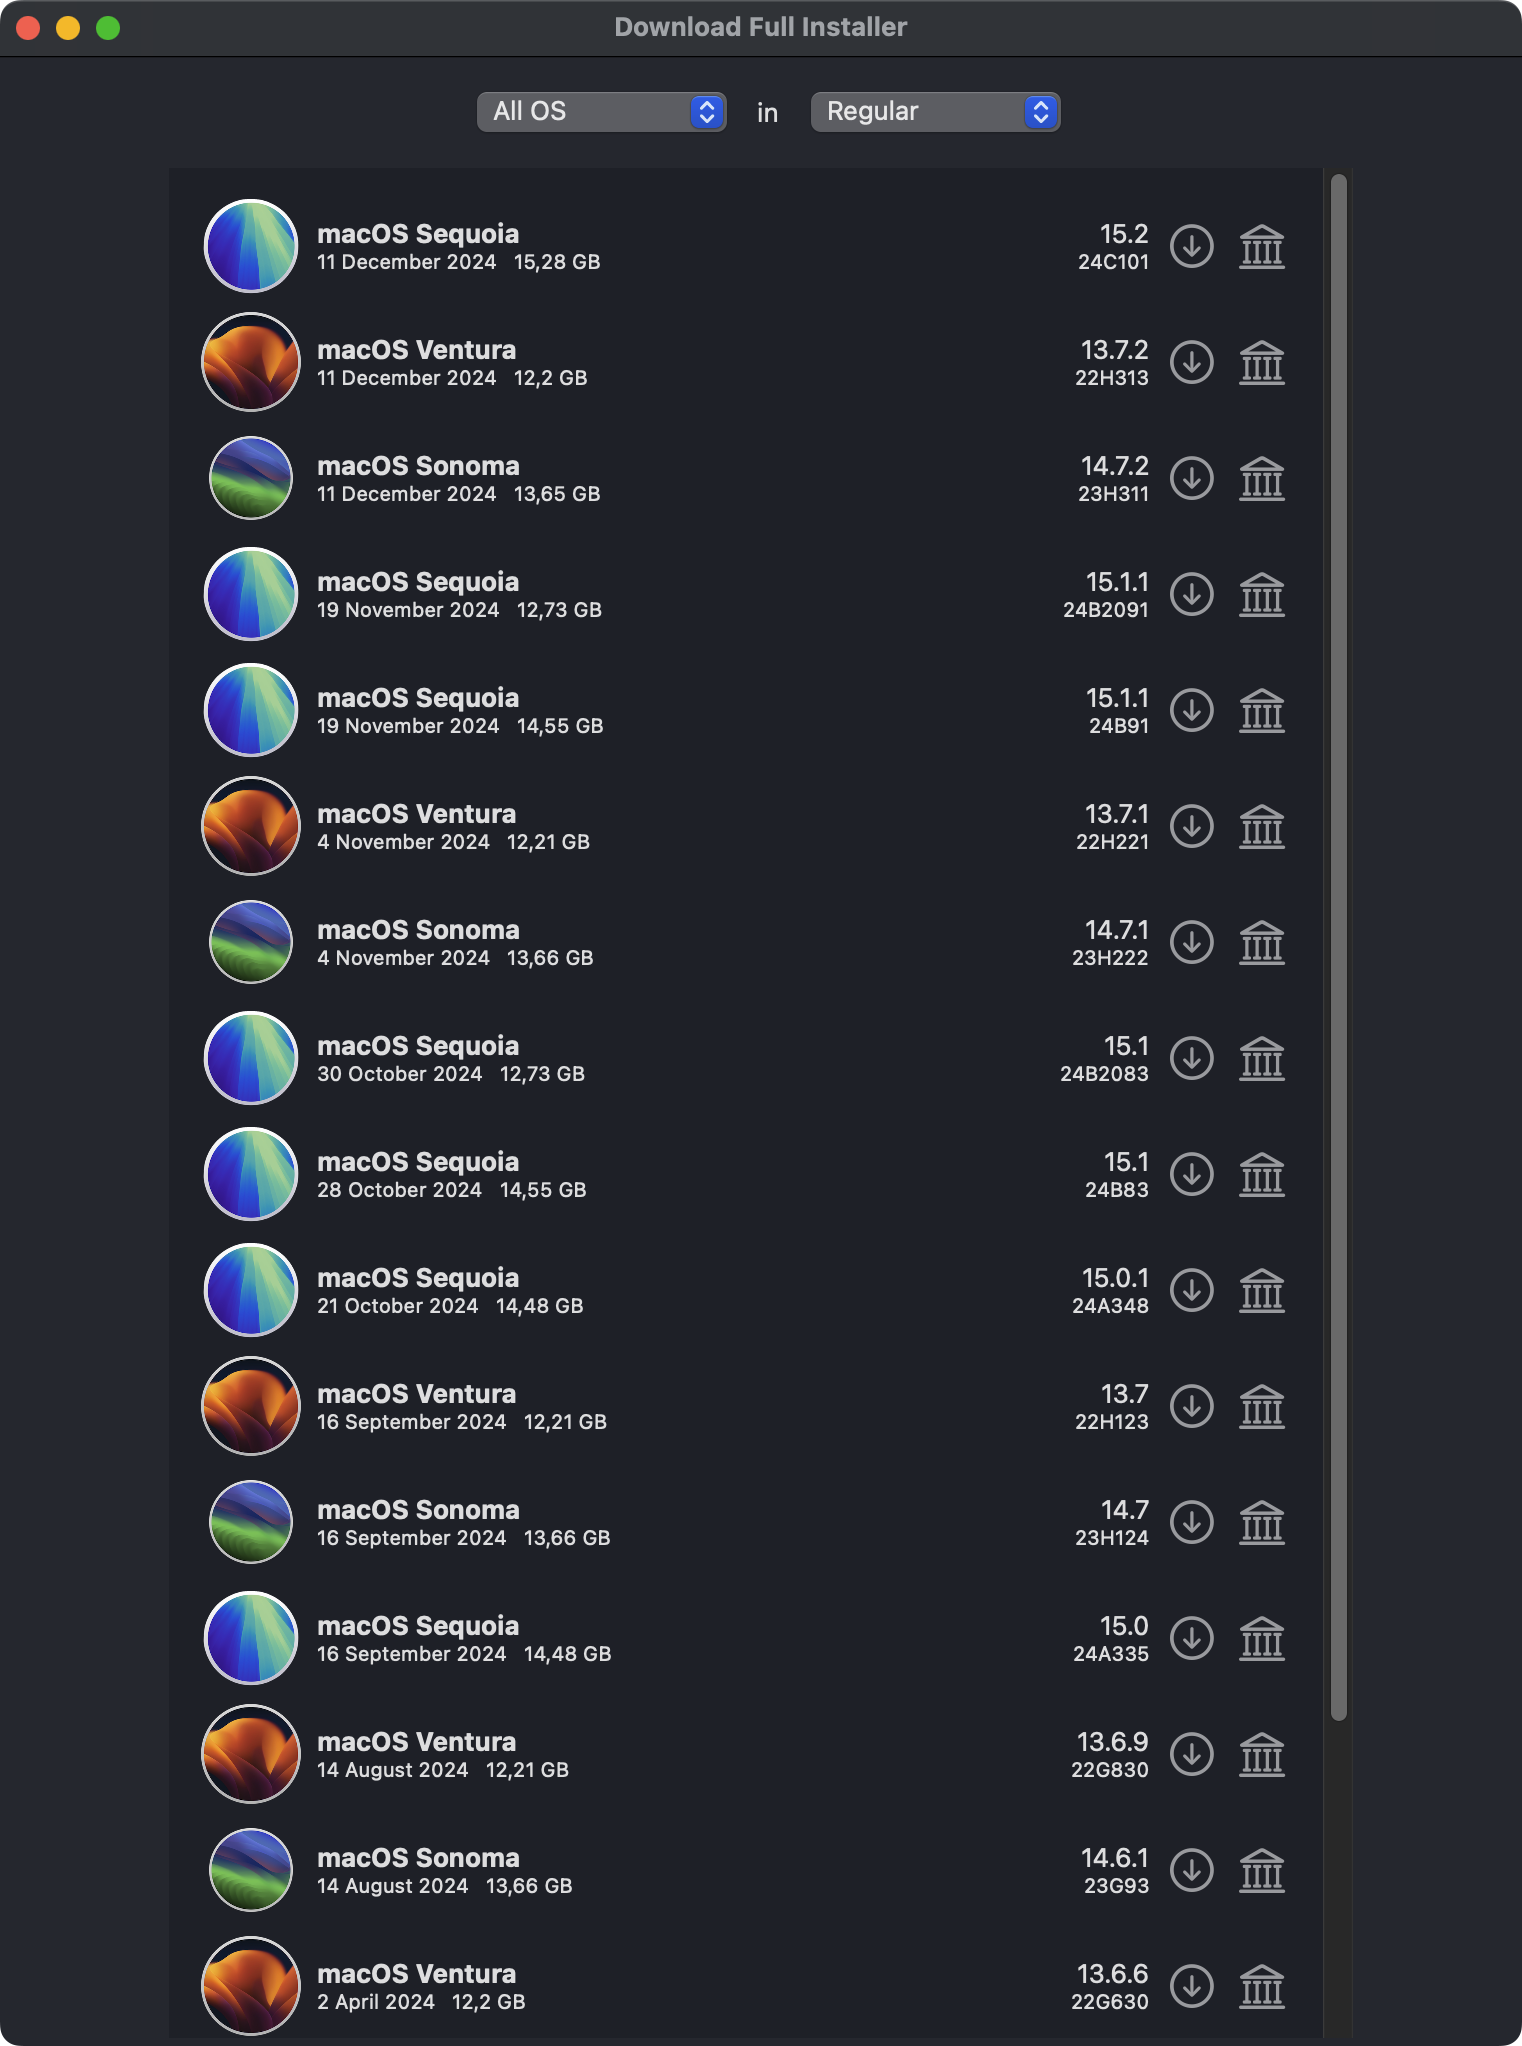 Download Full Installer
All OS in Regular
macOS Sequoia 15.2
11 December 2024 15,28 GB 24C101
macOS Ventura 13.7.2
11 December 2024 12,2 GB 22H313
macOS Sonoma 14.7.2
11 December 2024 13,65 GB 23H311
macOS Sequoia 15.1.1
19 November 2024 12,73 GB 24B2091
macOS Sequoia 15.1.1
19 November 2024 14,55 GB 24B91
macOS Ventura 13.7.1
4 November 2024 12,21 GB 22H221
macOS Sonoma 14.7.1
4 November 2024 13,66 GB 23H222
macOS Sequoia 15.1
30 October 2024 12,73 GB 24B2083
macOS Sequoia 15.1
28 October 2024 14,55 GB 24B83
macOS Sequoia 15.0.1
21 October 2024 14,48 GB 24A348
macOS Ventura 13.7
16 September 2024 12,21 GB 22H123
macOS Sonoma 14.7
16 September 2024 13,66 GB 23H124
macOS Sequoia 15.0
16 September 2024 14,48 GB 24A335
macOS Ventura 13.6.9
14 August 2024 12,21 GB 22G830
macOS Sonoma 14.6.1
14 August 2024 13,66 GB 23G93
macOS Ventura 13.6.6
2 April 2024 12,2 GB 22G630